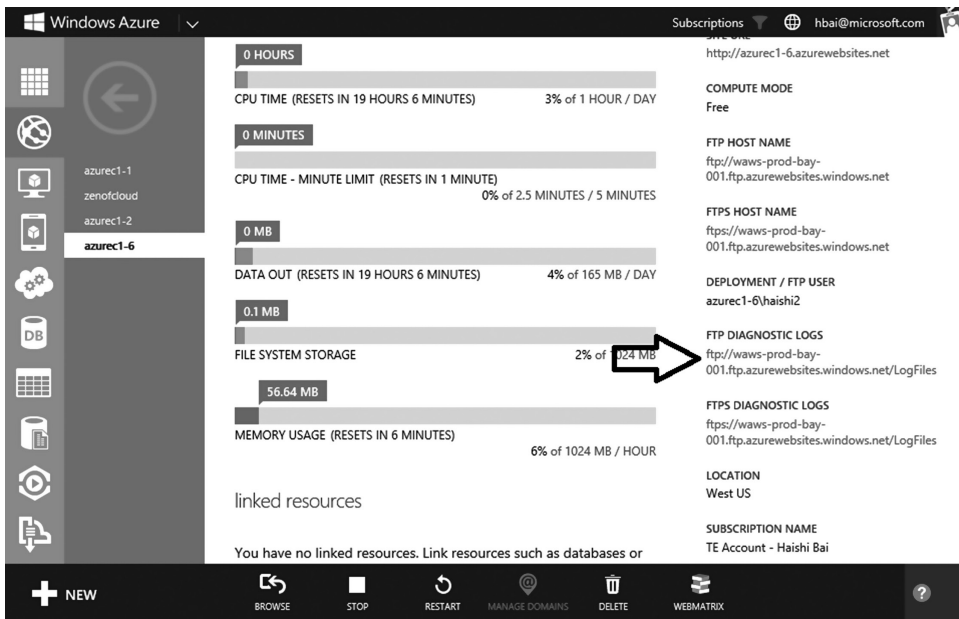 Windows Azure
Subscriptions
hbai@microsoft.com
azurec1-1
zenofcloud
azurec1-2
azurec1-6
DB
0 HOURS
CPU TIME (RESETS IN 19 HOURS 6 MINUTES)
3% of 1 HOUR / DAY
0 MINUTES
CPU TIME - MINUTE LIMIT (RESETS IN 1 MINUTE)
0% of 2.5 MINUTES / 5 MINUTES
0 MB
DATA OUT (RESETS IN 19 HOURS 6 MINUTES)
4% of 165 MB / DAY
0.1 MB
FILE SYSTEM STORAGE
2% of 1024 MB
56.64 MB
MEMORY USAGE (RESETS IN 6 MINUTES)
6% of 1024 MB / HOUR
linked resources
You have no linked resources. Link resources such as databases or
http://azurec1-6.azurewebsites.net
COMPUTE MODE
Free
FTP HOST NAME
ftp://waws-prod-bay-
001.ftp.azurewebsites.windows.net
FTPS HOST NAME
ftps://waws-prod-bay-
001.ftp.azurewebsites.windows.net
DEPLOYMENT / FTP USER
azurec1-6\haishi2
FTP DIAGNOSTIC LOGS
ftp://waws-prod-bay-
001.ftp.azurewebsites.windows.net/LogFiles
FTPS DIAGNOSTIC LOGS
ftps://waws-prod-bay-
001.ftp.azurewebsites.windows.net/LogFiles
LOCATION
West US
SUBSCRIPTION NAME
TE Account - Haishi Bai
NEW
BROWSE
STOP
RESTART
MANAGE DOMAINS
DELETE
WEBMATRIX
?